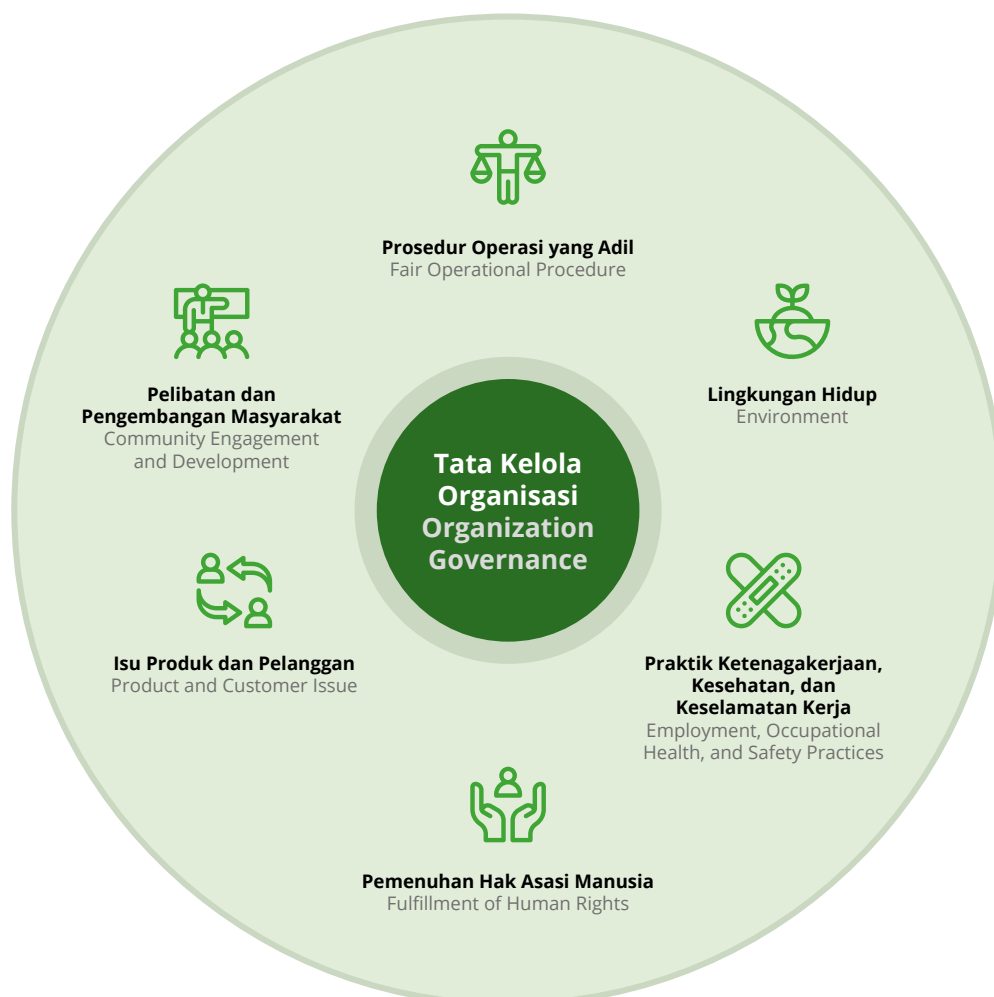 Prosedur Operasi yang Adil
Fair Operational Procedure
Pelibatan dan
Pengembangan Masyarakat
Community Engagement
and Development
Lingkungan Hidup
Environment
Tata Kelola
Organisasi
Organization
Governance
Isu Produk dan Pelanggan
Product and Customer Issue
Praktik Ketenagakerjaan,
Kesehatan, dan
Keselamatan Kerja
Employment, Occupational
Health, and Safety Practices
Pemenuhan Hak Asasi Manusia
Fulfillment of Human Rights